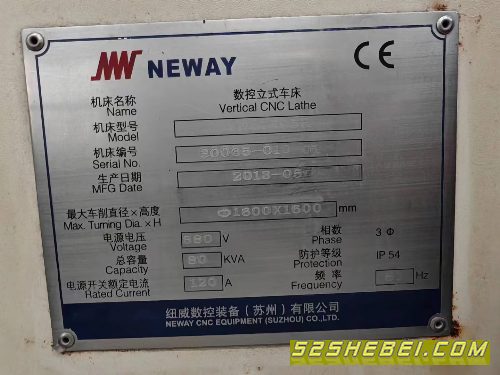 NEWAY
CE
机床名称 数控立式车床
Name Vertical CNC Lathe
机床型号
Model
机床编号
Serial No.
生产日期
MFG Date
最大车削直径×高度 Φ1600X1500 mm
Max. Turning Dia. × H
电源电压 380 V 相数 3 Φ
Voltage Phase
总容量 KVA 防护等级 IP 54
Capacity Protection
电源开关额定电流 120 A 频率 Hz
Rated Current Frequency
纽威数控装备（苏州）有限公司
NEWAY CNC EQUIPMENT (SUZHOU) CO.,LTD.
52SHEBEI.COM